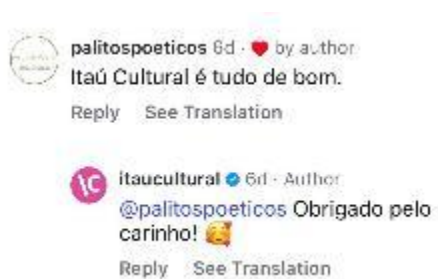 palitospoeticos 6d · ❤️ by author
Itaú Cultural é tudo de bom.
Reply See Translation
itaucultural 6d · Author
@palitospoeticos Obrigado pelo
carinho! 🥰
Reply See Translation